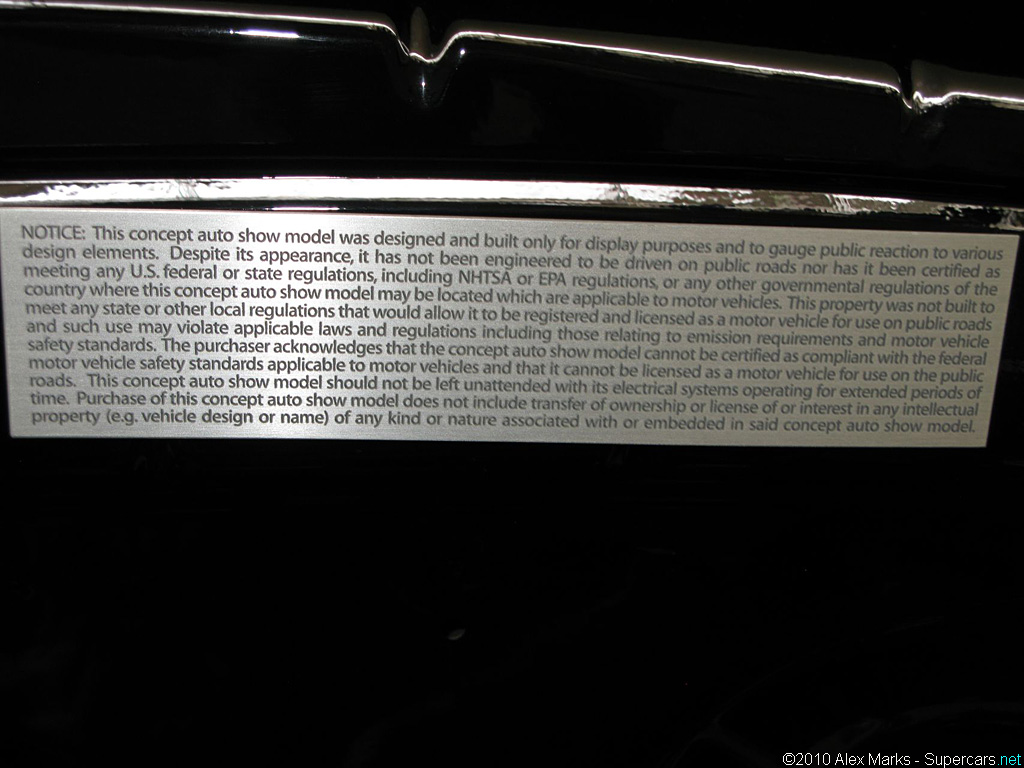 NOTICE: This concept auto show model was designed and built only for display purposes and to gauge public reaction to various
design elements. Despite its appearance, it has not been engineered to be driven on public roads nor has it been certified as
meeting any U.S. federal or state regulations, including NHTSA or EPA regulations, or any other governmental regulations of the
country where this concept auto show model may be located which are applicable to motor vehicles. This property was not built to
meet any state or other local regulations that would allow it to be registered and licensed as a motor vehicle for use on public roads
and such use may violate applicable laws and regulations including those relating to emission requirements and motor vehicle
safety standards. The purchaser acknowledges that the concept auto show model cannot be certified as compliant with the federal
motor vehicle safety standards applicable to motor vehicles and that it cannot be licensed as a motor vehicle for use on the public
roads. This concept auto show model should not be left unattended with its electrical systems operating for extended periods of
time. Purchase of this concept auto show model does not include transfer of ownership or license of or interest in any intellectual
property (e.g. vehicle design or name) of any kind or nature associated with or embedded in said concept auto show model.
©2010 Alex Marks - Supercars.net